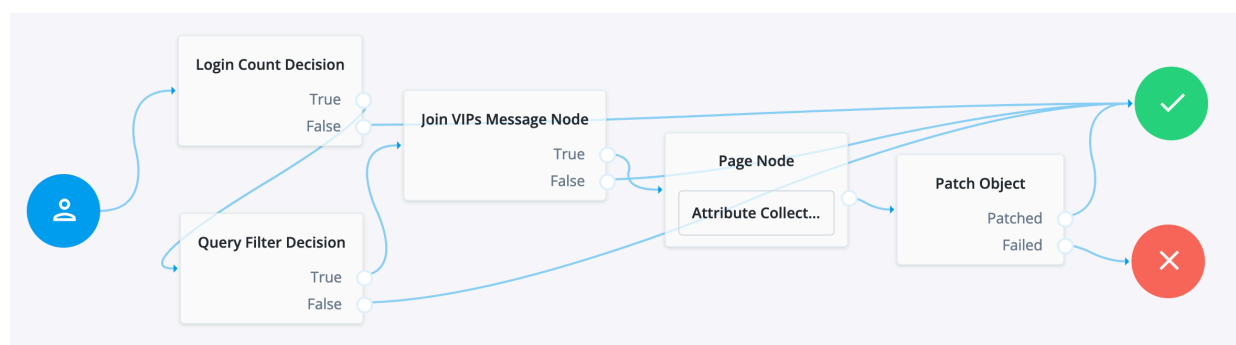 Login Count Decision
True
False
Query Filter Decision
True
False
Join VIPs Message Node
True
False
Page Node
Attribute Collect...
Patch Object
Patched
Failed